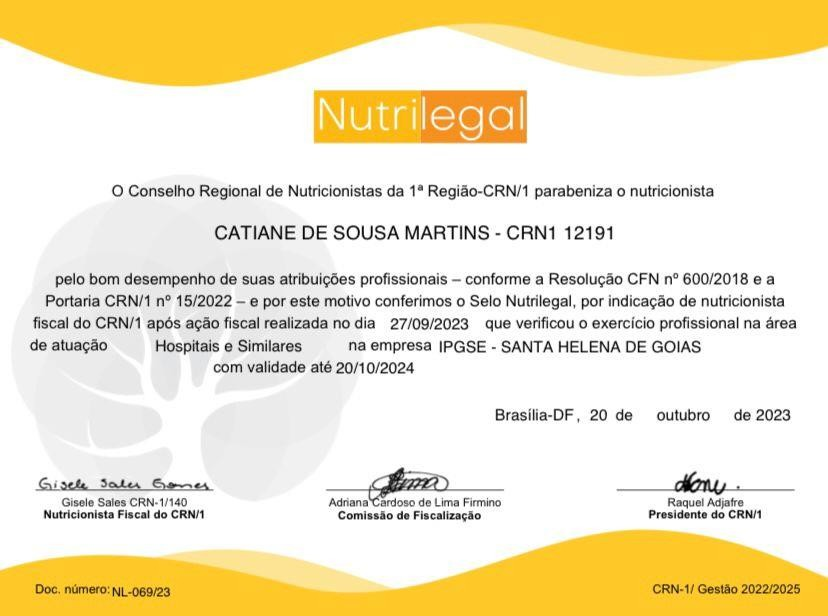 Nutrilegal
O Conselho Regional de Nutricionistas da 1ª Região-CRN/1 parabeniza o nutricionista
CATIANE DE SOUSA MARTINS - CRN1 12191
pelo bom desempenho de suas atribuições profissionais – conforme a Resolução CFN nº 600/2018 e a
Portaria CRN/1 nº 15/2022 – e por este motivo conferimos o Selo Nutrilegal, por indicação de nutricionista
fiscal do CRN/1 após ação fiscal realizada no dia 27/09/2023 que verificou o exercício profissional na área
de atuação Hospitais e Similares na empresa IPGSE - SANTA HELENA DE GOIAS
com validade até 20/10/2024
Brasília-DF, 20 de outubro de 2023
Gisele Sales Gomes
Gisele Sales CRN-1/140
Nutricionista Fiscal do CRN/1
Adriana Cardoso de Lima Firmino
Comissão de Fiscalização
Raquel Adjafre
Presidente do CRN/1
Doc. número: NL-069/23
CRN-1/ Gestão 2022/2025